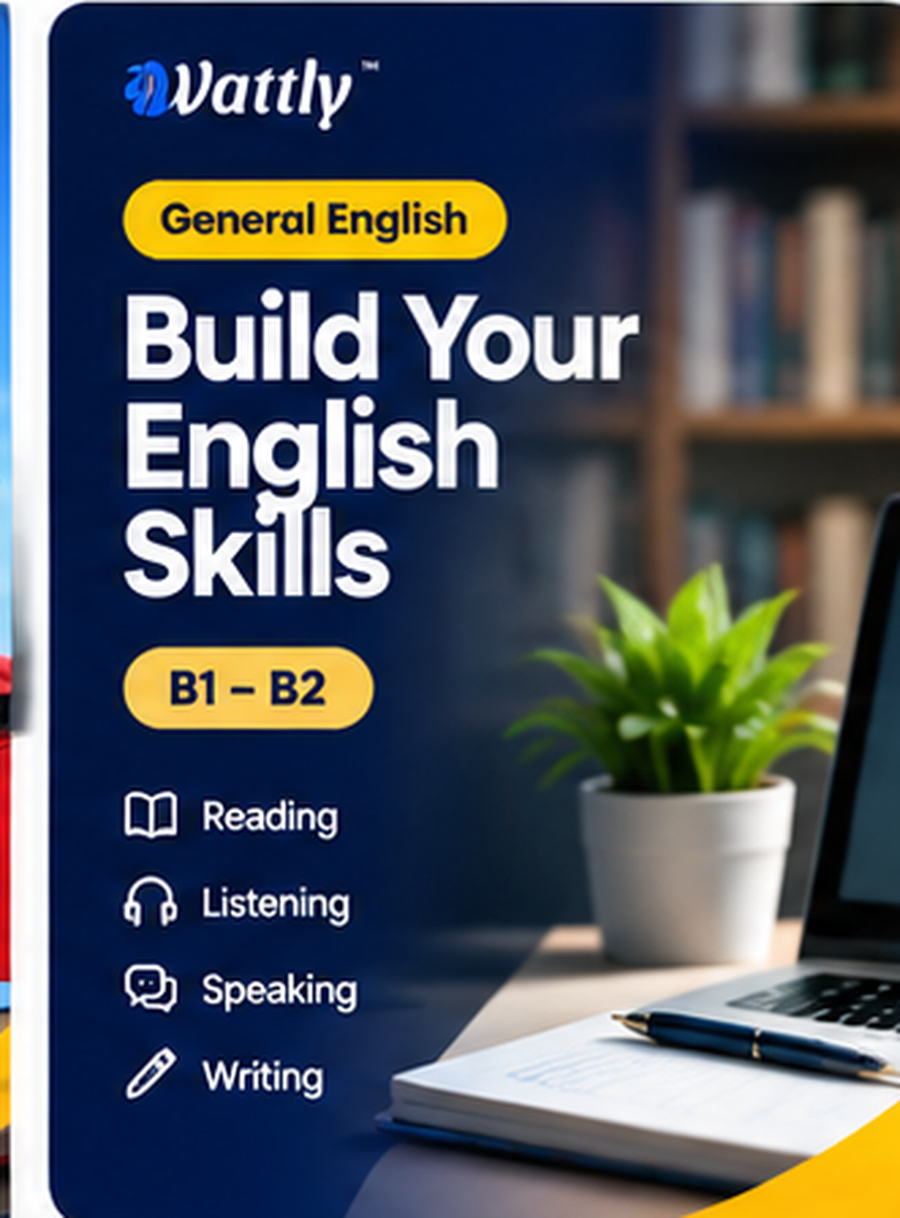 Vattly™
General English
Build Your
English
Skills
B1 – B2
Reading
Listening
Speaking
Writing